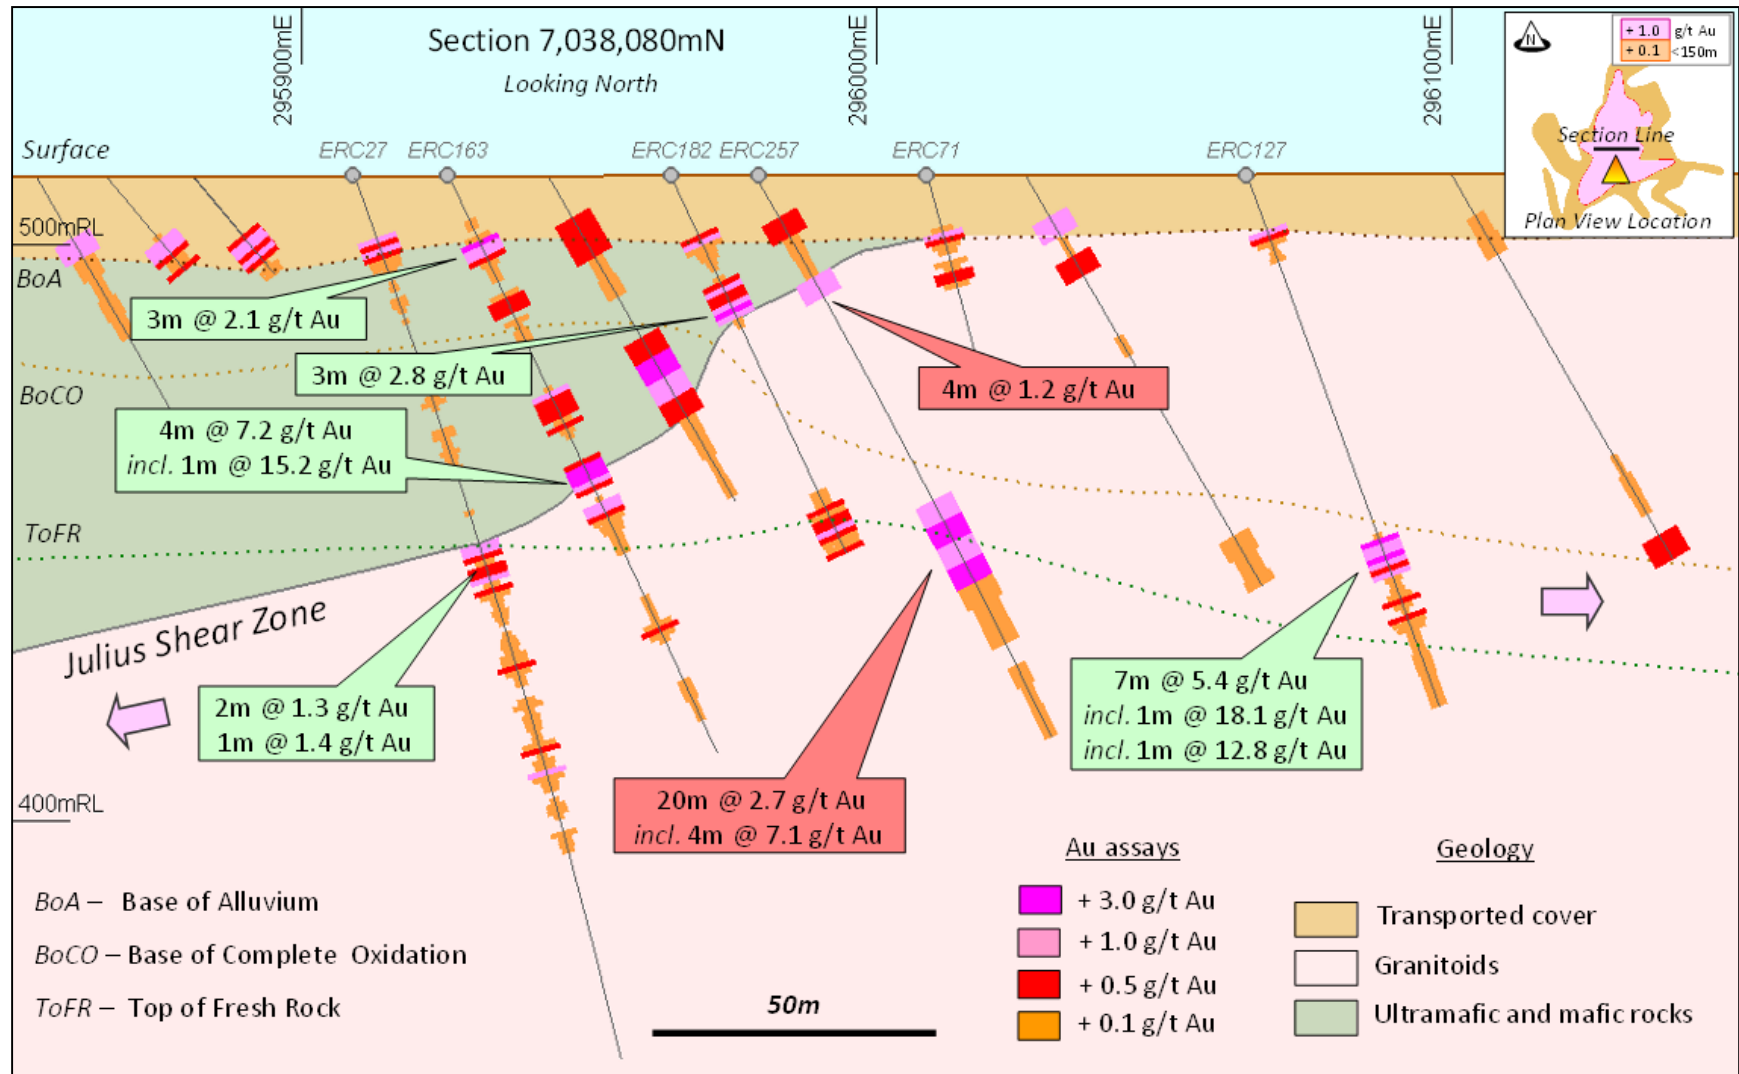 295900mE
Section 7,038,080mN
Looking North
296000mE
296100mE
N
+ 1.0 g/t Au
+ 0.1 <150m
Section Line
Plan View Location
Surface
ERC27
ERC163
ERC182
ERC257
ERC71
ERC127
500mRL
BoA
3m @ 2.1 g/t Au
3m @ 2.8 g/t Au
4m @ 1.2 g/t Au
BoCO
4m @ 7.2 g/t Au
incl. 1m @ 15.2 g/t Au
ToFR
Julius Shear Zone
2m @ 1.3 g/t Au
1m @ 1.4 g/t Au
7m @ 5.4 g/t Au
incl. 1m @ 18.1 g/t Au
incl. 1m @ 12.8 g/t Au
20m @ 2.7 g/t Au
incl. 4m @ 7.1 g/t Au
400mRL
BoA – Base of Alluvium
BoCO – Base of Complete Oxidation
ToFR – Top of Fresh Rock
50m
Au assays
+ 3.0 g/t Au
+ 1.0 g/t Au
+ 0.5 g/t Au
+ 0.1 g/t Au
Geology
Transported cover
Granitoids
Ultramafic and mafic rocks